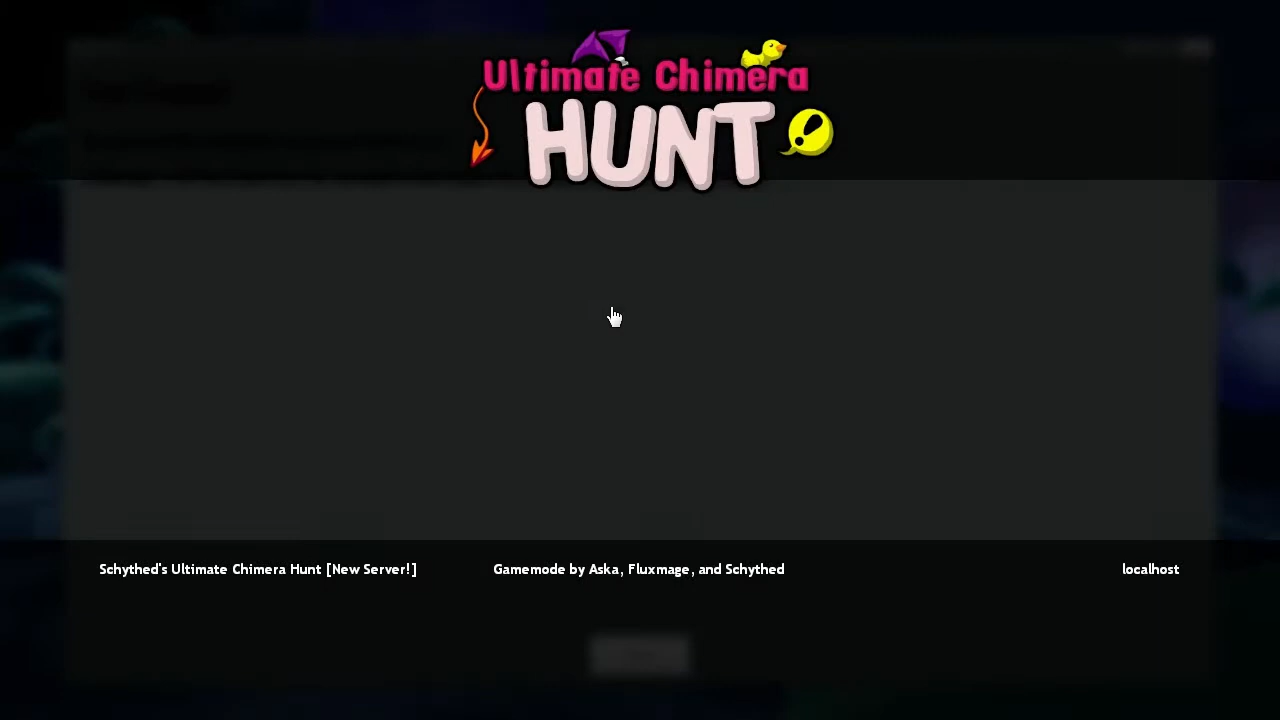 Ultimate Chimera
HUNT
Schythed's Ultimate Chimera Hunt [New Server!]
Gamemode by Aska, Fluxmage, and Schythed
localhost